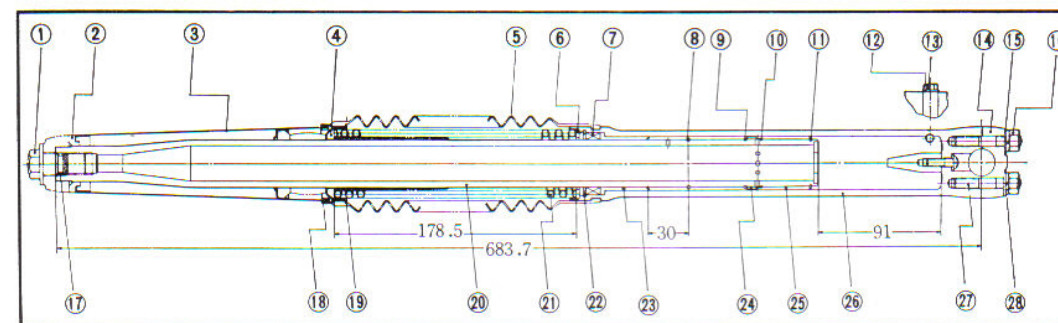 ① ② ③ ④ ⑤ ⑥ ⑦ ⑧ ⑨ ⑩ ⑪ ⑫ ⑬ ⑭ ⑮
178.5
30
91
683.7
⑰ ⑱ ⑲ ⑳ ㉑ ㉒ ㉓ ㉔ ㉕ ㉖ ㉗ ㉘